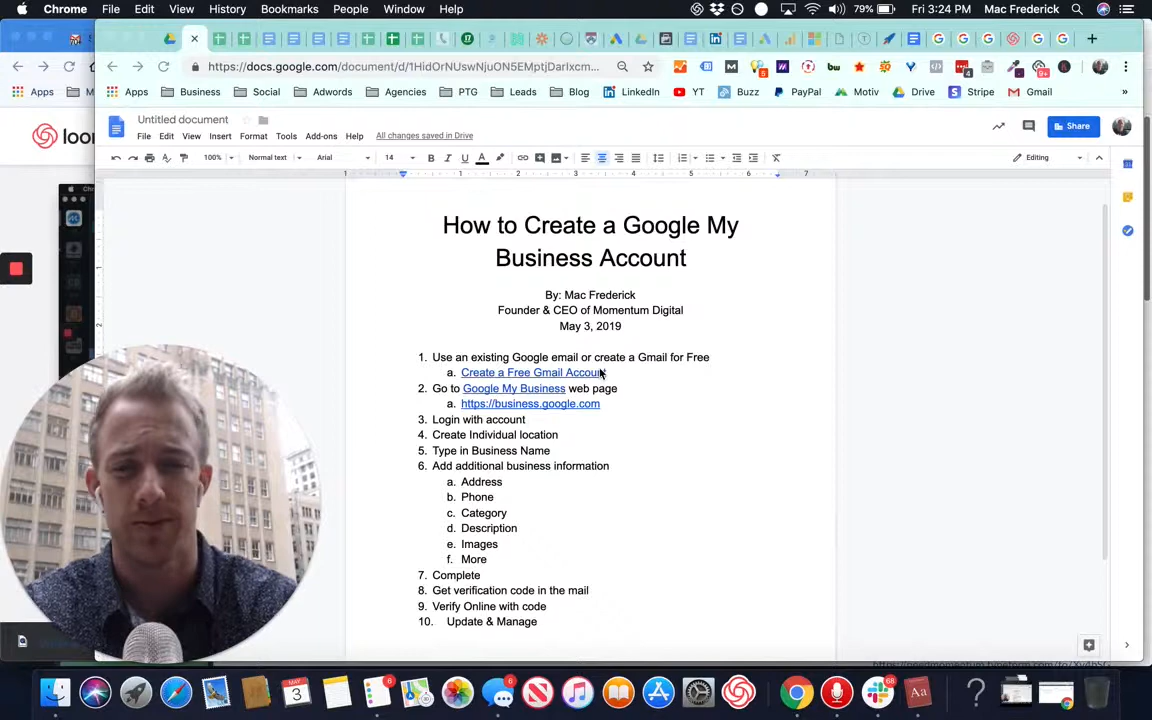 Chrome File Edit View History Bookmarks People Window Help 79% Fri 3:24 PM Mac Frederick
https://docs.google.com/document/d/1HidOrNUswNjuON5EMptjDarIxcm...
Apps
Apps Business Social Adwords Agencies PTG Leads Blog LinkedIn YT Buzz PayPal Motiv Drive Stripe Gmail »
Untitled document
File Edit View Insert Format Tools Add-ons Help All changes saved in Drive
Share
100% Normal text Arial 14 Editing
How to Create a Google My
Business Account
By: Mac Frederick
Founder & CEO of Momentum Digital
May 3, 2019
1. Use an existing Google email or create a Gmail for Free
a. Create a Free Gmail Account
2. Go to Google My Business web page
a. https://business.google.com
3. Login with account
4. Create Individual location
5. Type in Business Name
6. Add additional business information
a. Address
b. Phone
c. Category
d. Description
e. Images
f. More
7. Complete
8. Get verification code in the mail
9. Verify Online with code
10. Update & Manage